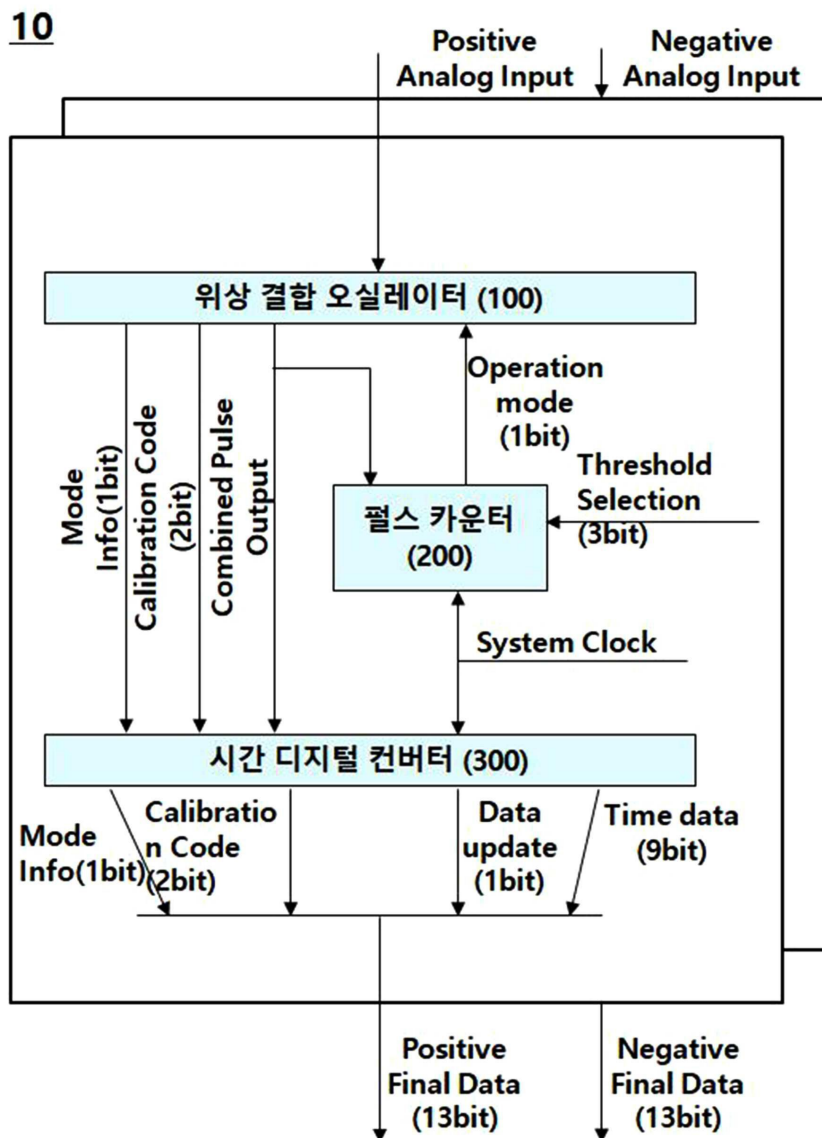 10
Positive
Analog Input
Negative
Analog Input
위상 결합 오실레이터 (100)
Mode
Info(1bit)
Calibration Code
(2bit)
Combined Pulse
Output
Operation
mode
(1bit)
Threshold
Selection
(3bit)
펄스 카운터
(200)
System Clock
시간 디지털 컨버터 (300)
Mode
Info(1bit)
Calibratio
n Code
(2bit)
Data
update
(1bit)
Time data
(9bit)
Positive
Final Data
(13bit)
Negative
Final Data
(13bit)